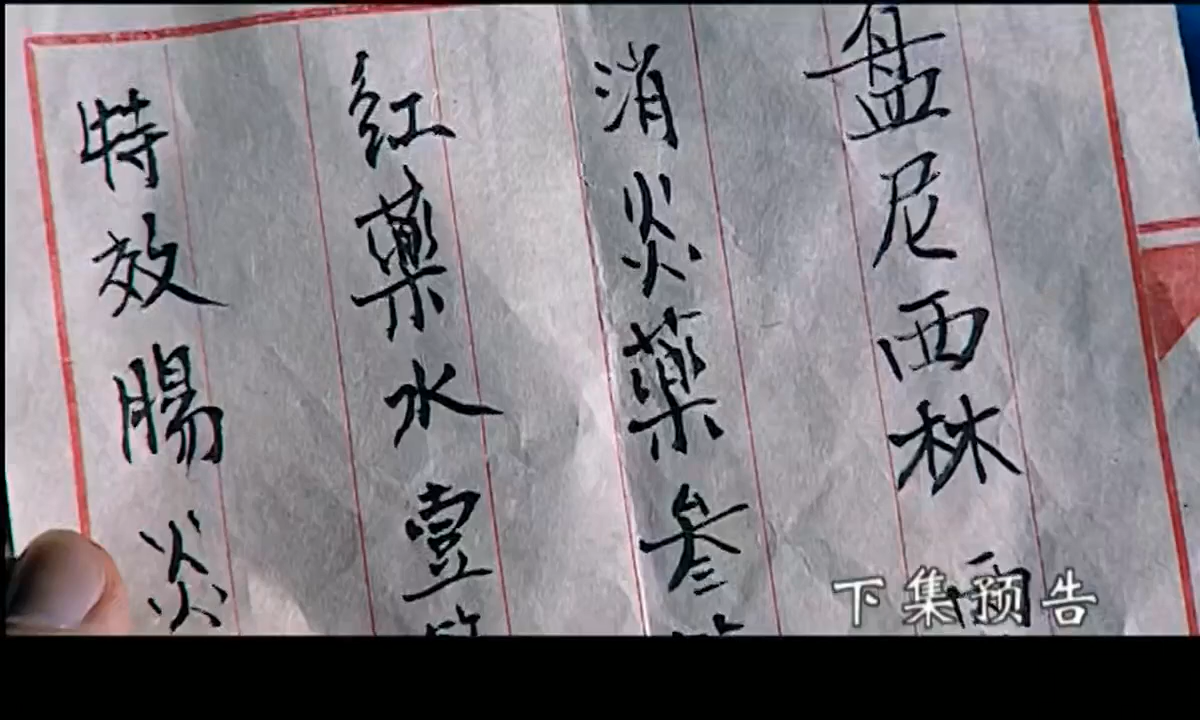 盘尼西林
消炎藥叁
紅藥水壹
特效腸炎
下集预告